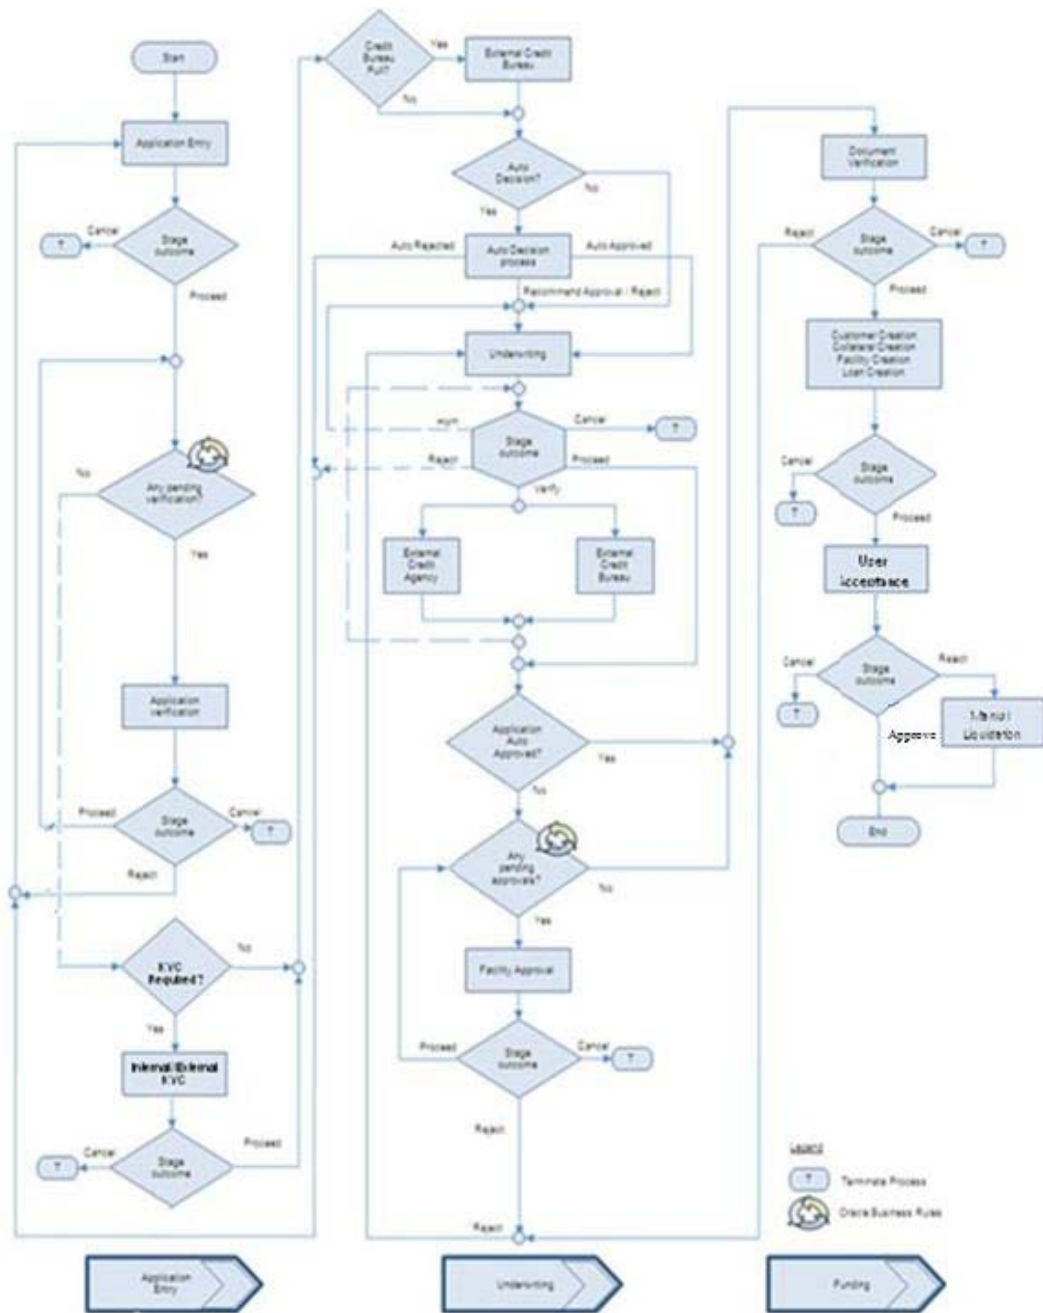 Start
Application Entry
Cancel
T
Stage
outcome
Proceed
No
Any pending
verification?
Yes
Application
verification
Proceed
Stage
outcome
Cancel
T
Reject
KYC
Required?
No
Yes
Internal/External
KYC
Cancel
T
Stage
outcome
Proceed
Credit
Bureau
Pull?
Yes
External Credit
Bureau
No
Auto
Decision?
No
Yes
Auto Rejected
Auto Decision
process
Auto Approved
Recommend Approval / Reject
Underwriting
Cancel
T
Stage
outcome
Reject
Proceed
Verify
External
Credit
Agency
External
Credit
Bureau
Application
Auto
Approved?
Yes
No
Any
pending
approvals?
No
Yes
Facility Approval
Proceed
Stage
outcome
Cancel
T
Reject
Reject
Reject
Document
Verification
Reject
Stage
outcome
Cancel
T
Proceed
Customer Creation
Collateral Creation
Facility Creation
Loan Creation
Cancel
T
Stage
outcome
Proceed
User
Acceptance
Cancel
T
Stage
outcome
Reject
Approve
Manual
Liquidation
End
Legend
T
Terminate Process
Oracle Business Rules
Application
Entry
Underwriting
Funding